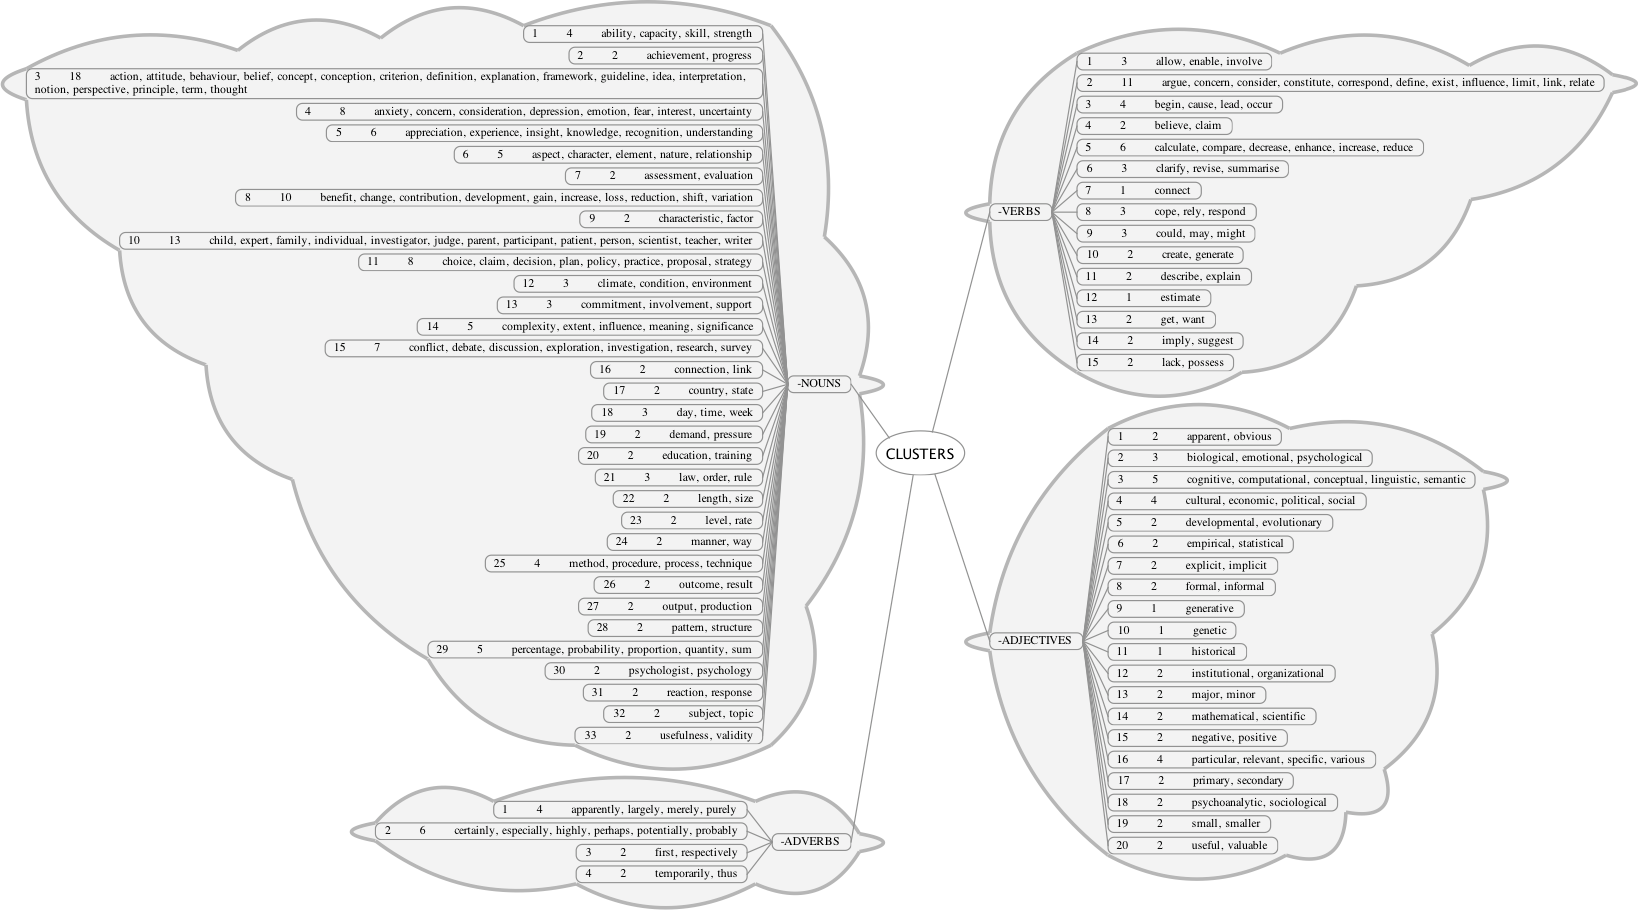 1 4 ability, capacity, skill, strength
2 2 achievement, progress
3 18 action, attitude, behaviour, belief, concept, conception, criterion, definition, explanation, framework, guideline, idea, interpretation,
notion, perspective, principle, term, thought
4 8 anxiety, concern, consideration, depression, emotion, fear, interest, uncertainty
5 6 appreciation, experience, insight, knowledge, recognition, understanding
6 5 aspect, character, element, nature, relationship
7 2 assessment, evaluation
8 10 benefit, change, contribution, development, gain, increase, loss, reduction, shift, variation
9 2 characteristic, factor
10 13 child, expert, family, individual, investigator, judge, parent, participant, patient, person, scientist, teacher, writer
11 8 choice, claim, decision, plan, policy, practice, proposal, strategy
12 3 climate, condition, environment
13 3 commitment, involvement, support
14 5 complexity, extent, influence, meaning, significance
15 7 conflict, debate, discussion, exploration, investigation, research, survey
16 2 connection, link
17 2 country, state
18 3 day, time, week
19 2 demand, pressure
20 2 education, training
21 3 law, order, rule
22 2 length, size
23 2 level, rate
24 2 manner, way
25 4 method, procedure, process, technique
26 2 outcome, result
27 2 output, production
28 2 pattern, structure
29 5 percentage, probability, proportion, quantity, sum
30 2 psychologist, psychology
31 2 reaction, response
32 2 subject, topic
33 2 usefulness, validity
-NOUNS
CLUSTERS
-VERBS
1 3 allow, enable, involve
2 11 argue, concern, consider, constitute, correspond, define, exist, influence, limit, link, relate
3 4 begin, cause, lead, occur
4 2 believe, claim
5 6 calculate, compare, decrease, enhance, increase, reduce
6 3 clarify, revise, summarise
7 1 connect
8 3 cope, rely, respond
9 3 could, may, might
10 2 create, generate
11 2 describe, explain
12 1 estimate
13 2 get, want
14 2 imply, suggest
15 2 lack, possess
-ADJECTIVES
1 2 apparent, obvious
2 3 biological, emotional, psychological
3 5 cognitive, computational, conceptual, linguistic, semantic
4 4 cultural, economic, political, social
5 2 developmental, evolutionary
6 2 empirical, statistical
7 2 explicit, implicit
8 2 formal, informal
9 1 generative
10 1 genetic
11 1 historical
12 2 institutional, organizational
13 2 major, minor
14 2 mathematical, scientific
15 2 negative, positive
16 4 particular, relevant, specific, various
17 2 primary, secondary
18 2 psychoanalytic, sociological
19 2 small, smaller
20 2 useful, valuable
1 4 apparently, largely, merely, purely
2 6 certainly, especially, highly, perhaps, potentially, probably
3 2 first, respectively
4 2 temporarily, thus
-ADVERBS